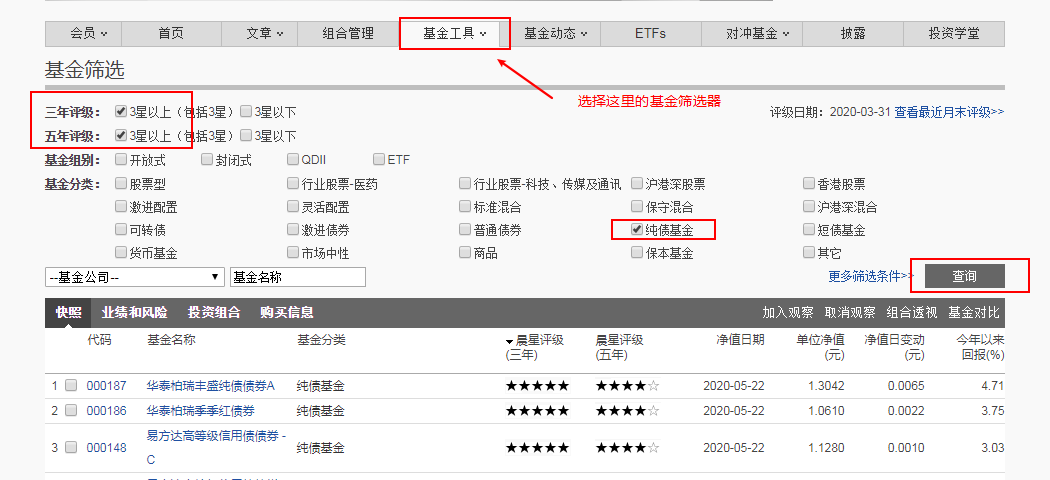 会员 首页 文章 组合管理 基金工具 基金动态 ETFs 对冲基金 披露 投资学堂
基金筛选
选择这里的基金筛选器
三年评级： 3星以上（包括3星） 3星以下 评级日期：2020-03-31 查看最近月末评级>>
五年评级： 3星以上（包括3星） 3星以下
基金组别： 开放式 封闭式 QDII ETF
基金分类： 股票型 行业股票-医药 行业股票-科技、传媒及通讯 沪港深股票 香港股票
激进配置 灵活配置 标准混合 保守混合 沪港深混合
可转债 激进债券 普通债券 纯债基金 短债基金
货币基金 市场中性 商品 保本基金 其它
--基金公司-- 基金名称 更多筛选条件>> 查询
快照 业绩和风险 投资组合 购买信息 加入观察 取消观察 组合透视 基金对比
代码 基金名称 基金分类 晨星评级 晨星评级 净值日期 单位净值 净值日变动 今年以来
(三年) (五年) (元) (元) 回报(%)
1 000187 华泰柏瑞丰盛纯债债券A 纯债基金 ★★★★★ ★★★★☆ 2020-05-22 1.3042 0.0065 4.71
2 000186 华泰柏瑞季季红债券 纯债基金 ★★★★★ ★★★★☆ 2020-05-22 1.0610 0.0022 3.75
3 000148 易方达高等级信用债债券 - 纯债基金 ★★★★★ ★★★★☆ 2020-05-22 1.1280 0.0010 3.03
C